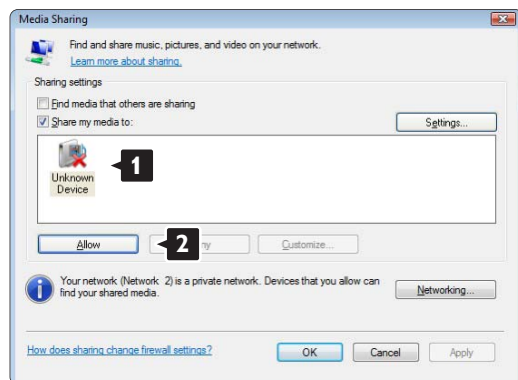 Media Sharing
Find and share music, pictures, and video on your network.
Learn more about sharing.
Sharing settings
Find media that others are sharing
Share my media to:
Settings...
Unknown
Device
1
Allow
2
Customize...
Your network (Network 2) is a private network. Devices that you allow can
find your shared media.
Networking...
How does sharing change firewall settings?
OK
Cancel
Apply